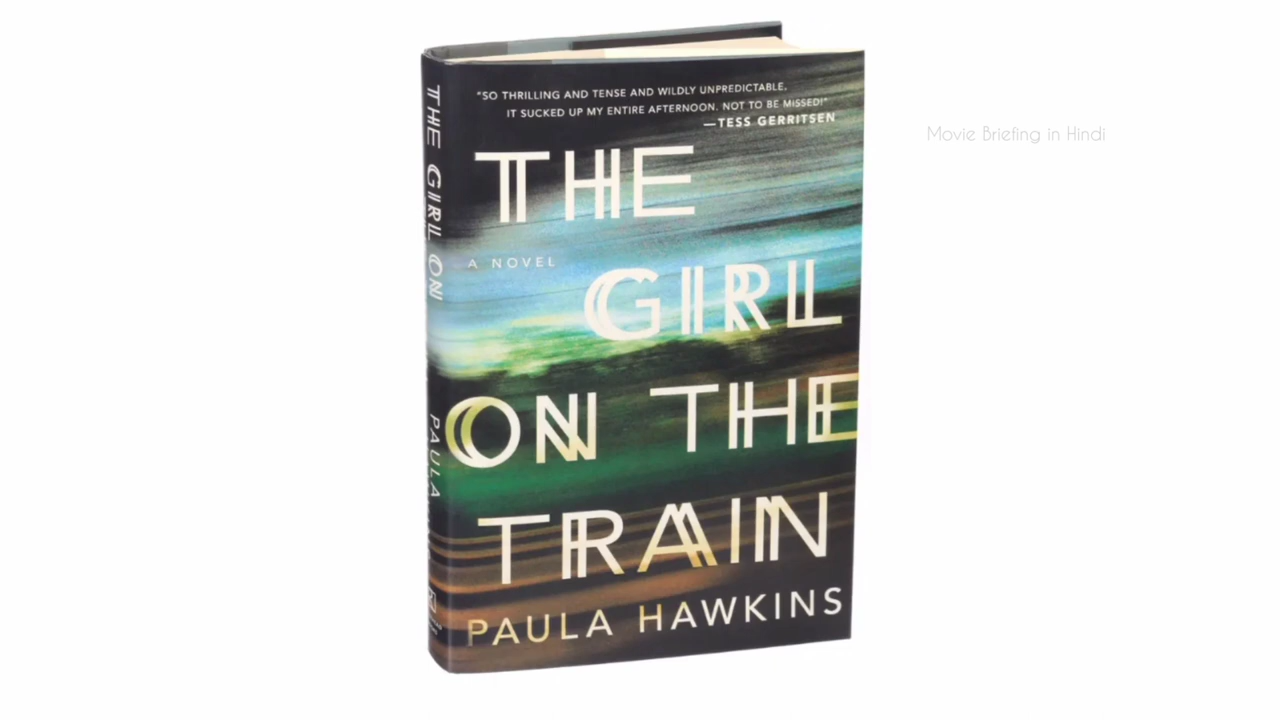 "SO THRILLING AND TENSE AND WILDLY UNPREDICTABLE,
IT SUCKED UP MY ENTIRE AFTERNOON. NOT TO BE MISSED!"
—TESS GERRITSEN
THE
A NOVEL
GIRL
ON THE
TRAIN
PAULA HAWKINS
THE GIRL ON
PAULA
Movie Briefing in Hindi